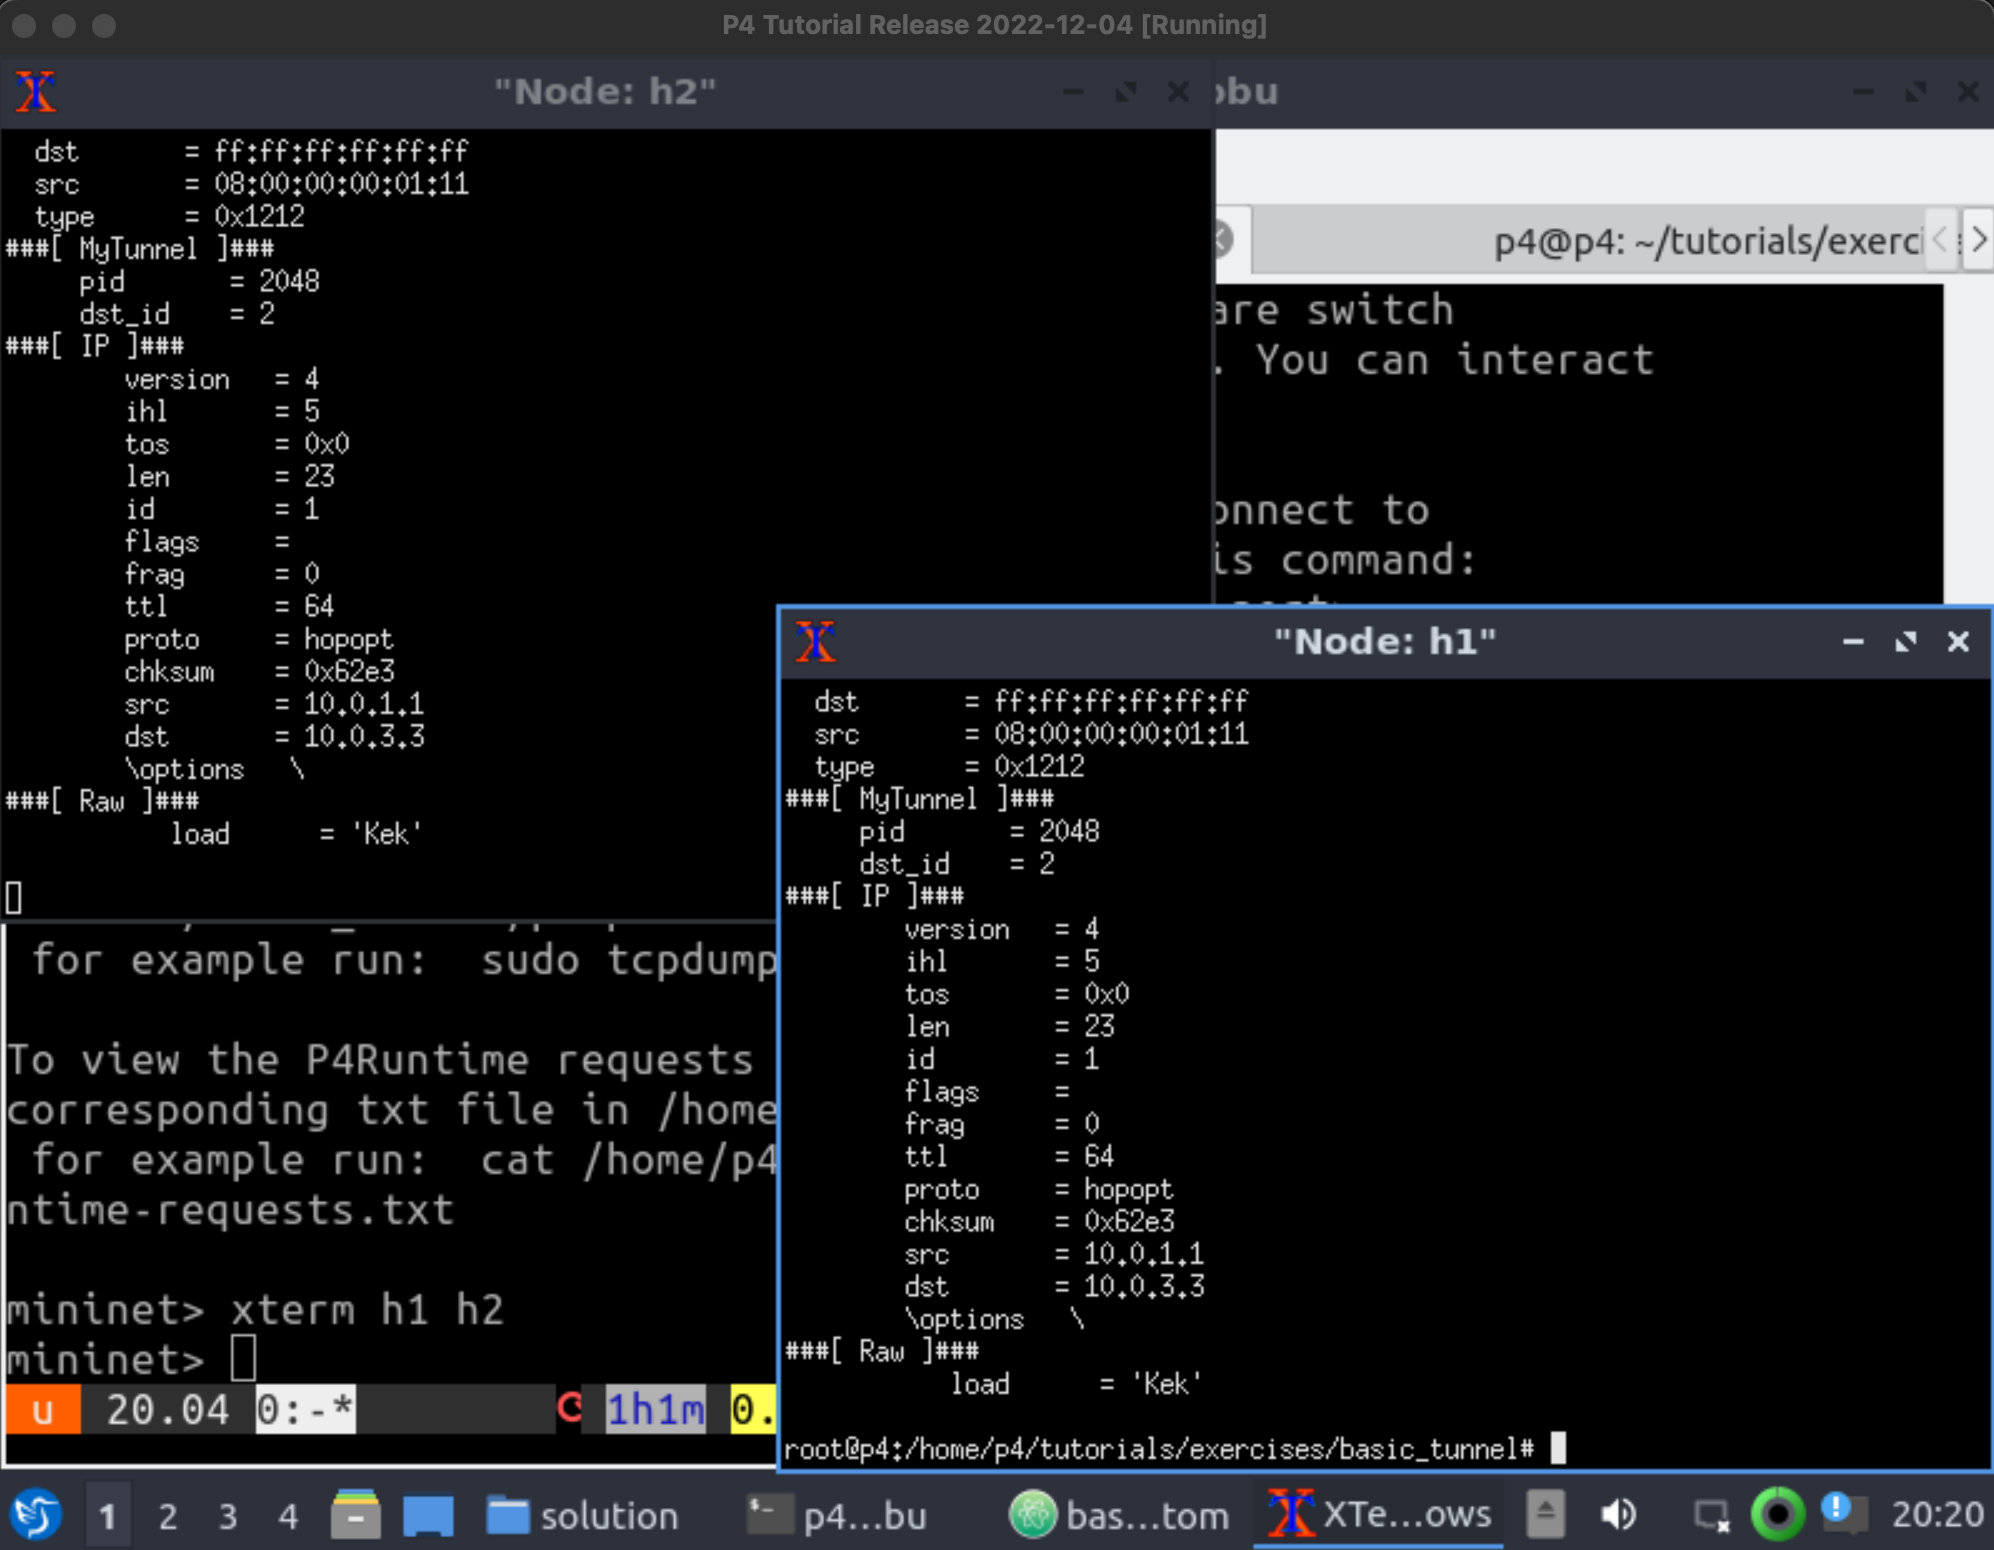 P4 Tutorial Release 2022-12-04 [Running]
"Node: h2"
dst = ff:ff:ff:ff:ff:ff
src = 08:00:00:00:01:11
type = 0x1212
###[ MyTunnel ]###
pid = 2048
dst_id = 2
###[ IP ]###
version = 4
ihl = 5
tos = 0x0
len = 23
id = 1
flags =
frag = 0
ttl = 64
proto = hopopt
chksum = 0x62e3
src = 10.0.1.1
dst = 10.0.3.3
\options \
###[ Raw ]###
load = 'Kek'
obu
p4@p4: ~/tutorials/exerci
are switch
. You can interact
onnect to
is command:
"Node: h1"
dst = ff:ff:ff:ff:ff:ff
src = 08:00:00:00:01:11
type = 0x1212
###[ MyTunnel ]###
pid = 2048
dst_id = 2
###[ IP ]###
version = 4
ihl = 5
tos = 0x0
len = 23
id = 1
flags =
frag = 0
ttl = 64
proto = hopopt
chksum = 0x62e3
src = 10.0.1.1
dst = 10.0.3.3
\options \
###[ Raw ]###
load = 'Kek'
root@p4:/home/p4/tutorials/exercises/basic_tunnel#
for example run: sudo tcpdump
To view the P4Runtime requests
corresponding txt file in /home
for example run: cat /home/p4
ntime-requests.txt
mininet> xterm h1 h2
mininet>
u 20.04 0:-* 1h1m 0.
1 2 3 4 solution p4...bu bas...tom XTe...ows 20:20